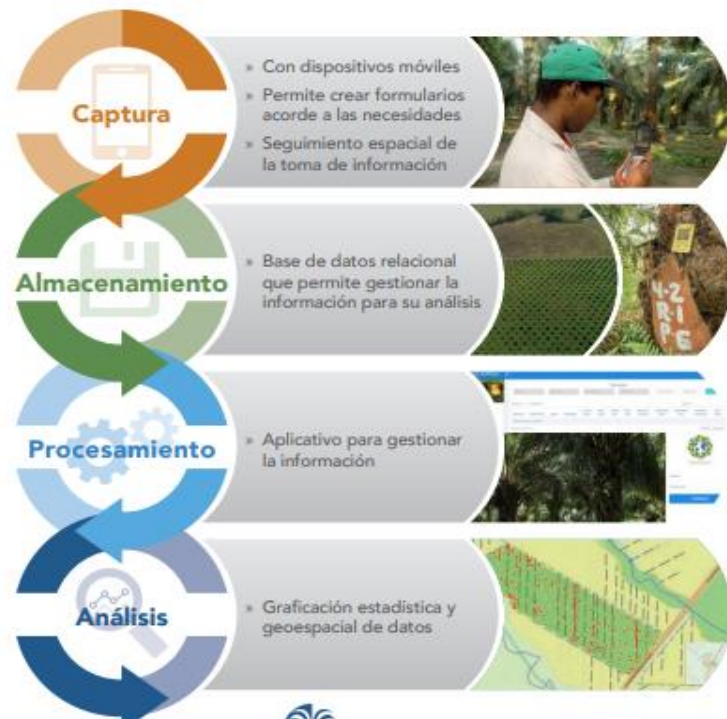 Captura
» Con dispositivos móviles
» Permite crear formularios
acorde a las necesidades
» Seguimiento espacial de
la toma de información
Almacenamiento
» Base de datos relacional
que permite gestionar la
información para su análisis
4-2
R-1
P-6
Procesamiento
» Aplicativo para gestionar
la información
Análisis
» Graficación estadística y
geoespacial de datos